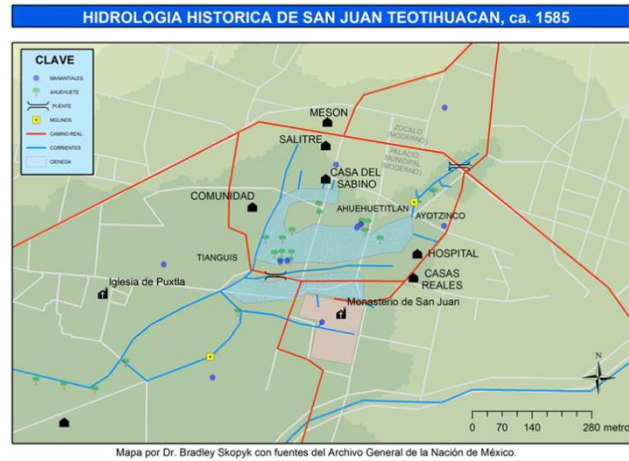 HIDROLOGIA HISTORICA DE SAN JUAN TEOTIHUACAN, ca. 1585
CLAVE
MANANTIALES
AHUEHUETE
PUENTE
MOLINOS
CAMINO REAL
CORRIENTES
CIENEGA
MESON
SALITRE
CASA DEL
SABINO
ZOCALO
(MODERNO)
PALACIO
MUNICIPAL
(MODERNO)
COMUNIDAD
AHUEHUETITLAN
AYOTZINCO
TIANGUIS
HOSPITAL
CASAS
REALES
Iglesia de Puxtla
Monasterio de San Juan
N
0 70 140 280 metro
Mapa por Dr. Bradley Skopyk con fuentes del Archivo General de la Nación de México.